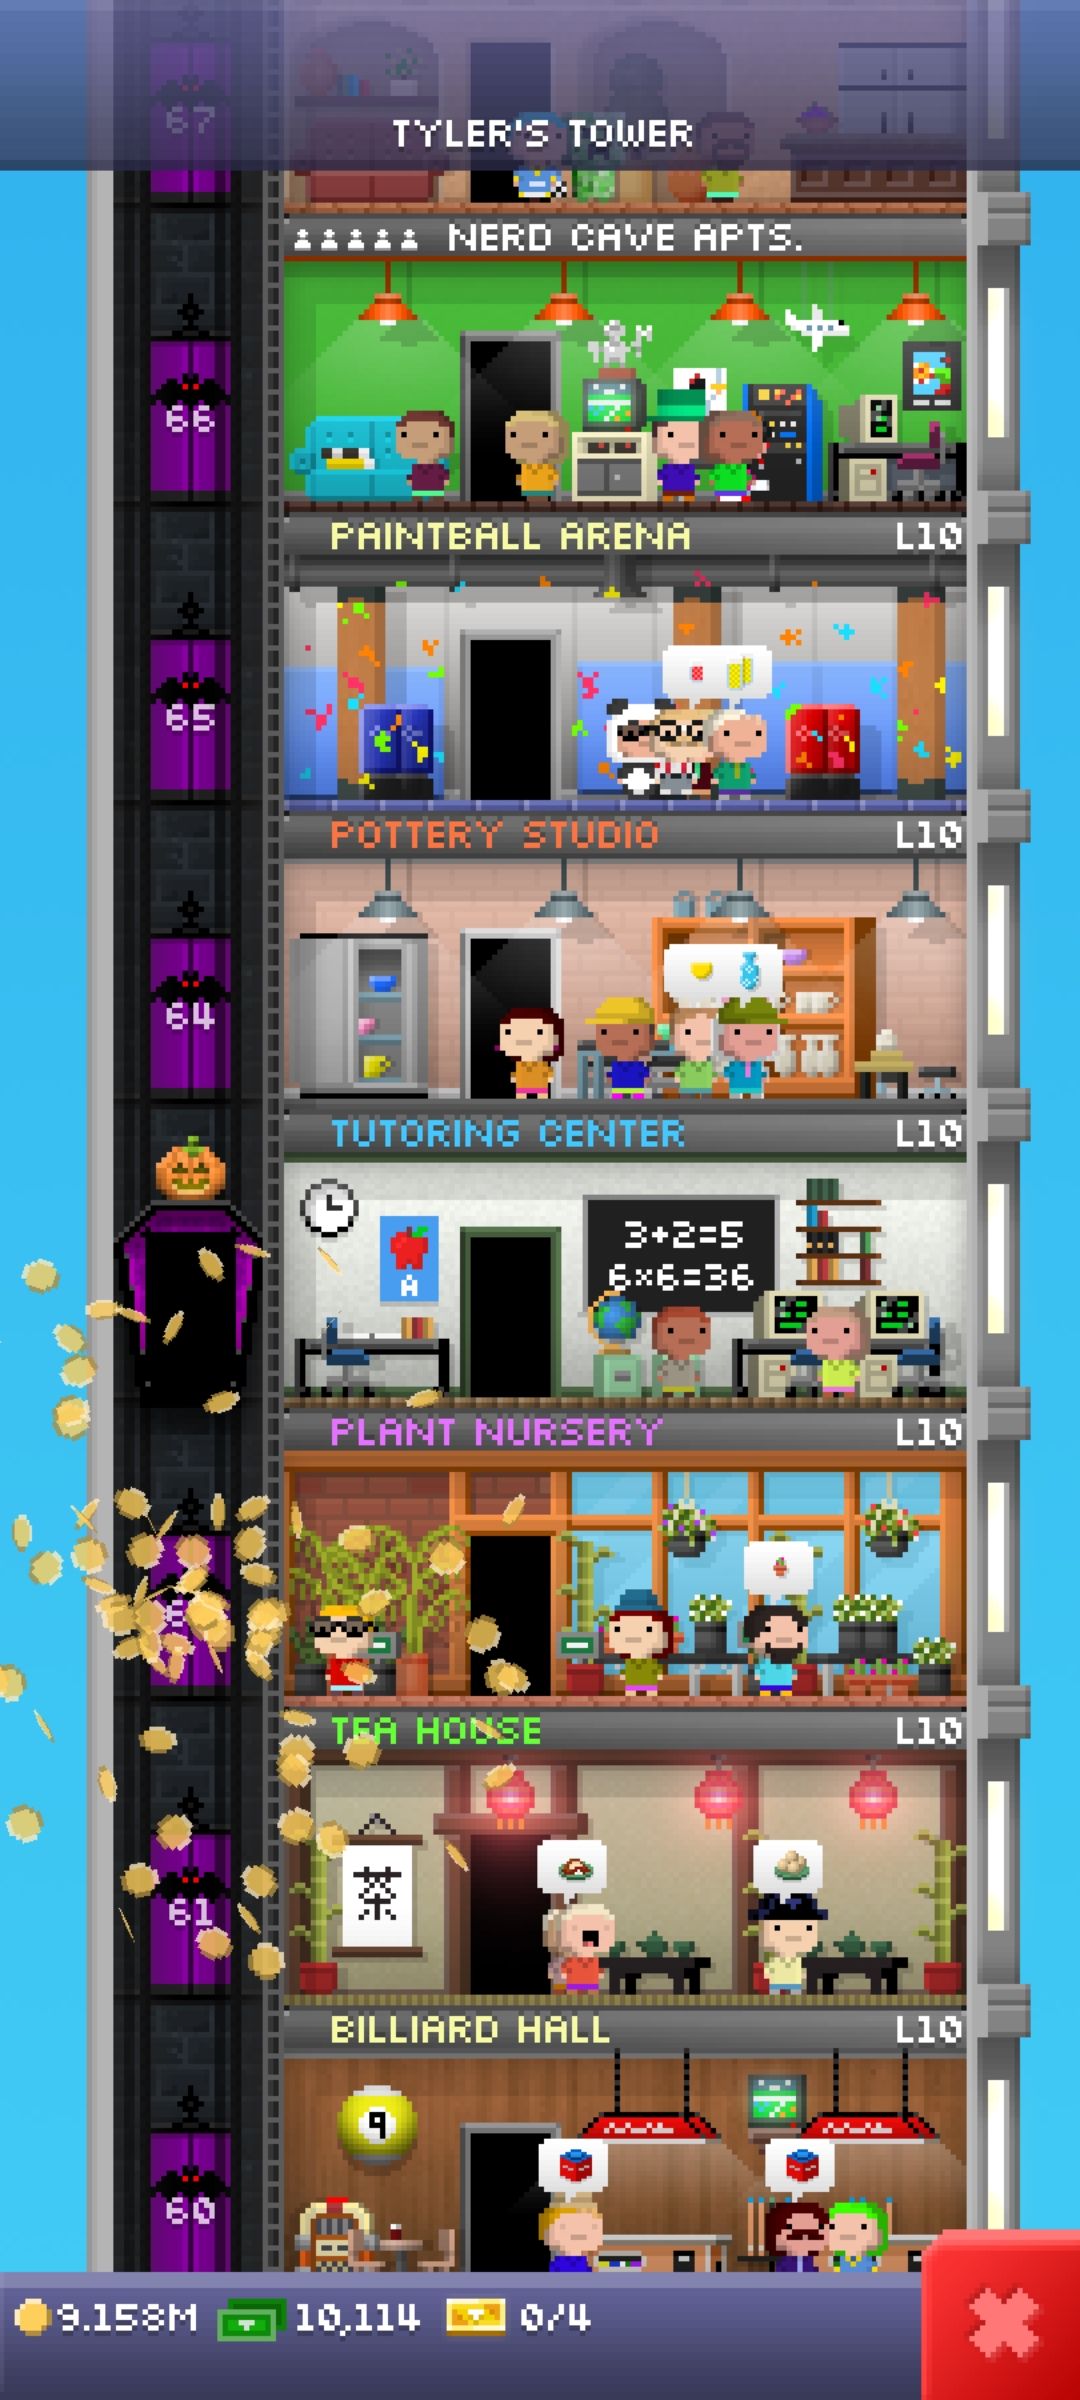 67
TYLER'S TOWER
NERD CAVE APTS.
66
PAINTBALL ARENA L10
65
POTTERY STUDIO L10
64
TUTORING CENTER L10
3+2=5
6×6=36
A
PLANT NURSERY L10
TEA HOUSE L10
茶
61
BILLIARD HALL L10
9
60
9.158M 10,114 0/4